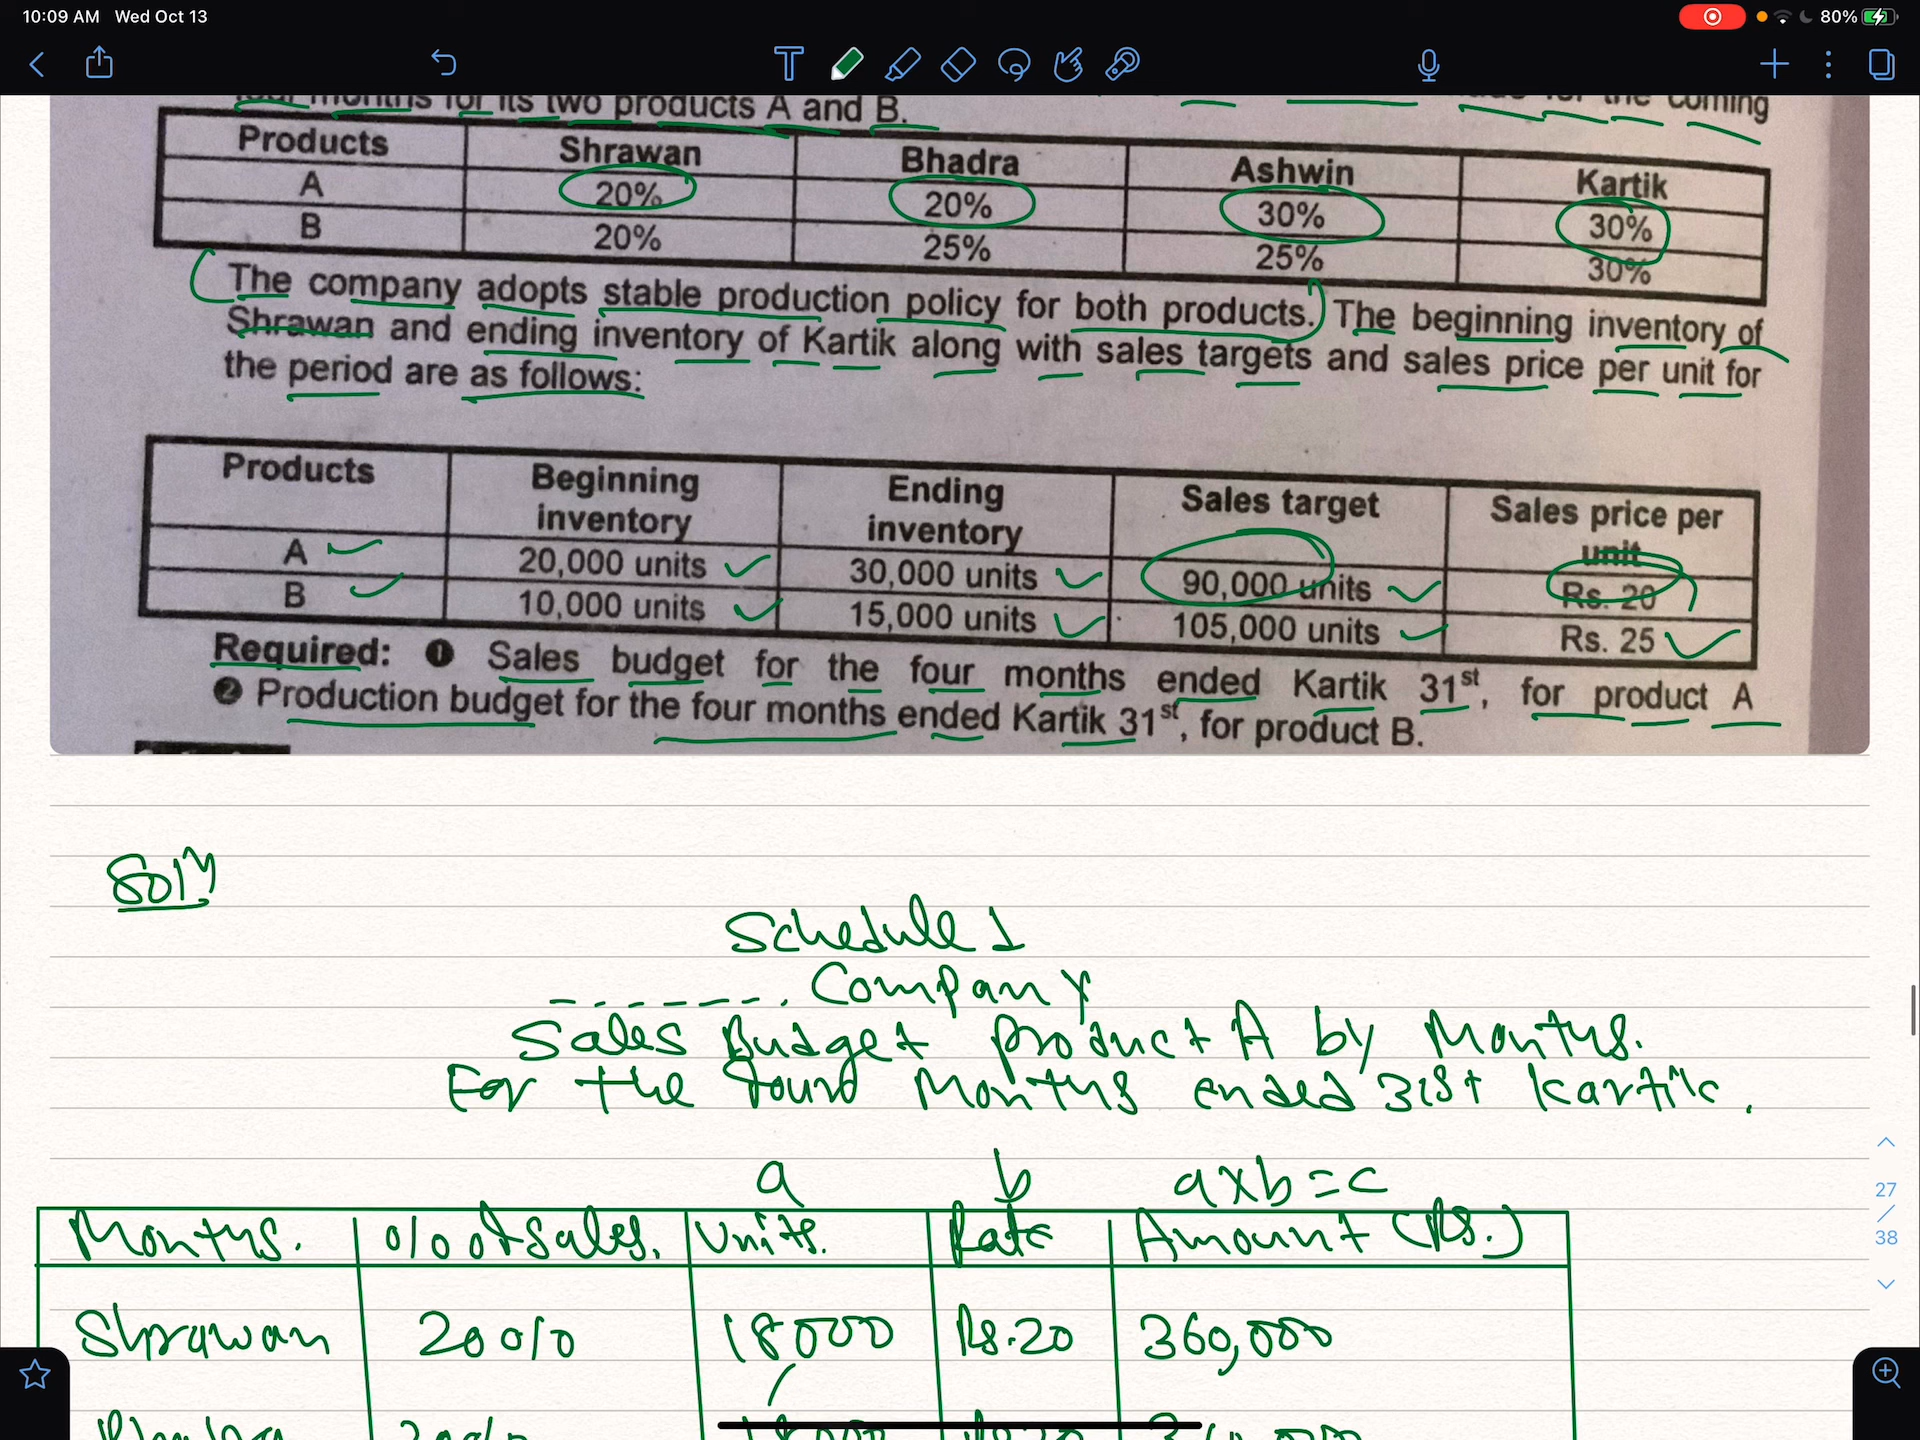 10:09 AM Wed Oct 13
80%
four months for its two products A and B. for the coming
Products Shrawan Bhadra Ashwin Kartik
A 20% 20% 30% 30%
B 20% 25% 25% 30%
The company adopts stable production policy for both products. The beginning inventory of
Shrawan and ending inventory of Kartik along with sales targets and sales price per unit for
the period are as follows:
Products Beginning inventory Ending inventory Sales target Sales price per unit
A 20,000 units 30,000 units 90,000 units Rs. 20
B 10,000 units 15,000 units 105,000 units Rs. 25
Required: ❶ Sales budget for the four months ended Kartik 31st, for product A
❷ Production budget for the four months ended Kartik 31st, for product B.
Soln
Schedule 1
-------. Company
Sales Budget Product A by Months.
For the four Months ended 31st Kartik.
a b axb=c
Months. % of sales. Units. Rate Amount (Rs.)
Shrawan 20% 18000 Rs.20 360,000
27
/
38